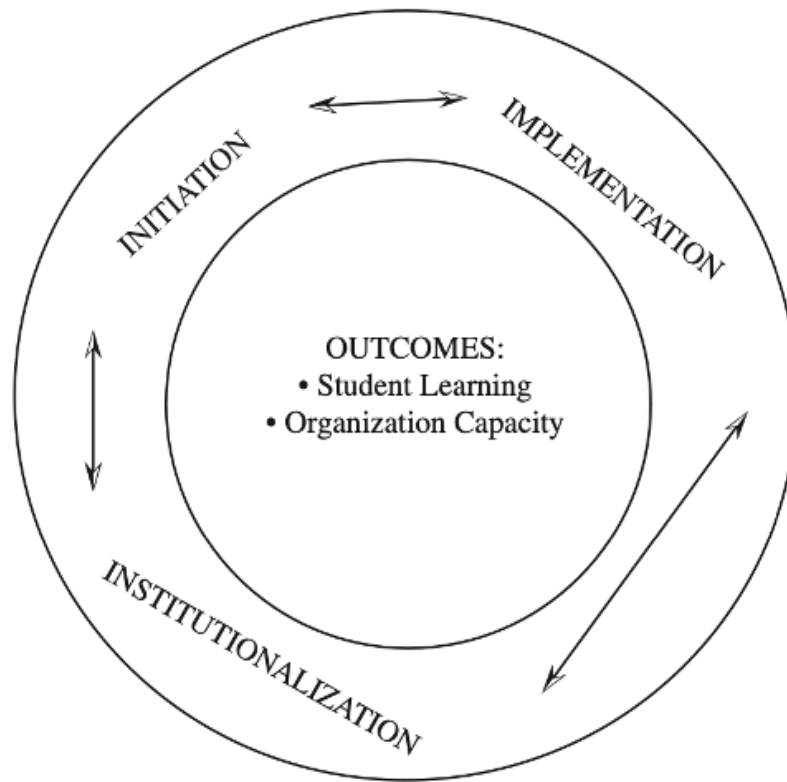 INITIATION
IMPLEMENTATION
OUTCOMES:
• Student Learning
• Organization Capacity
INSTITUTIONALIZATION